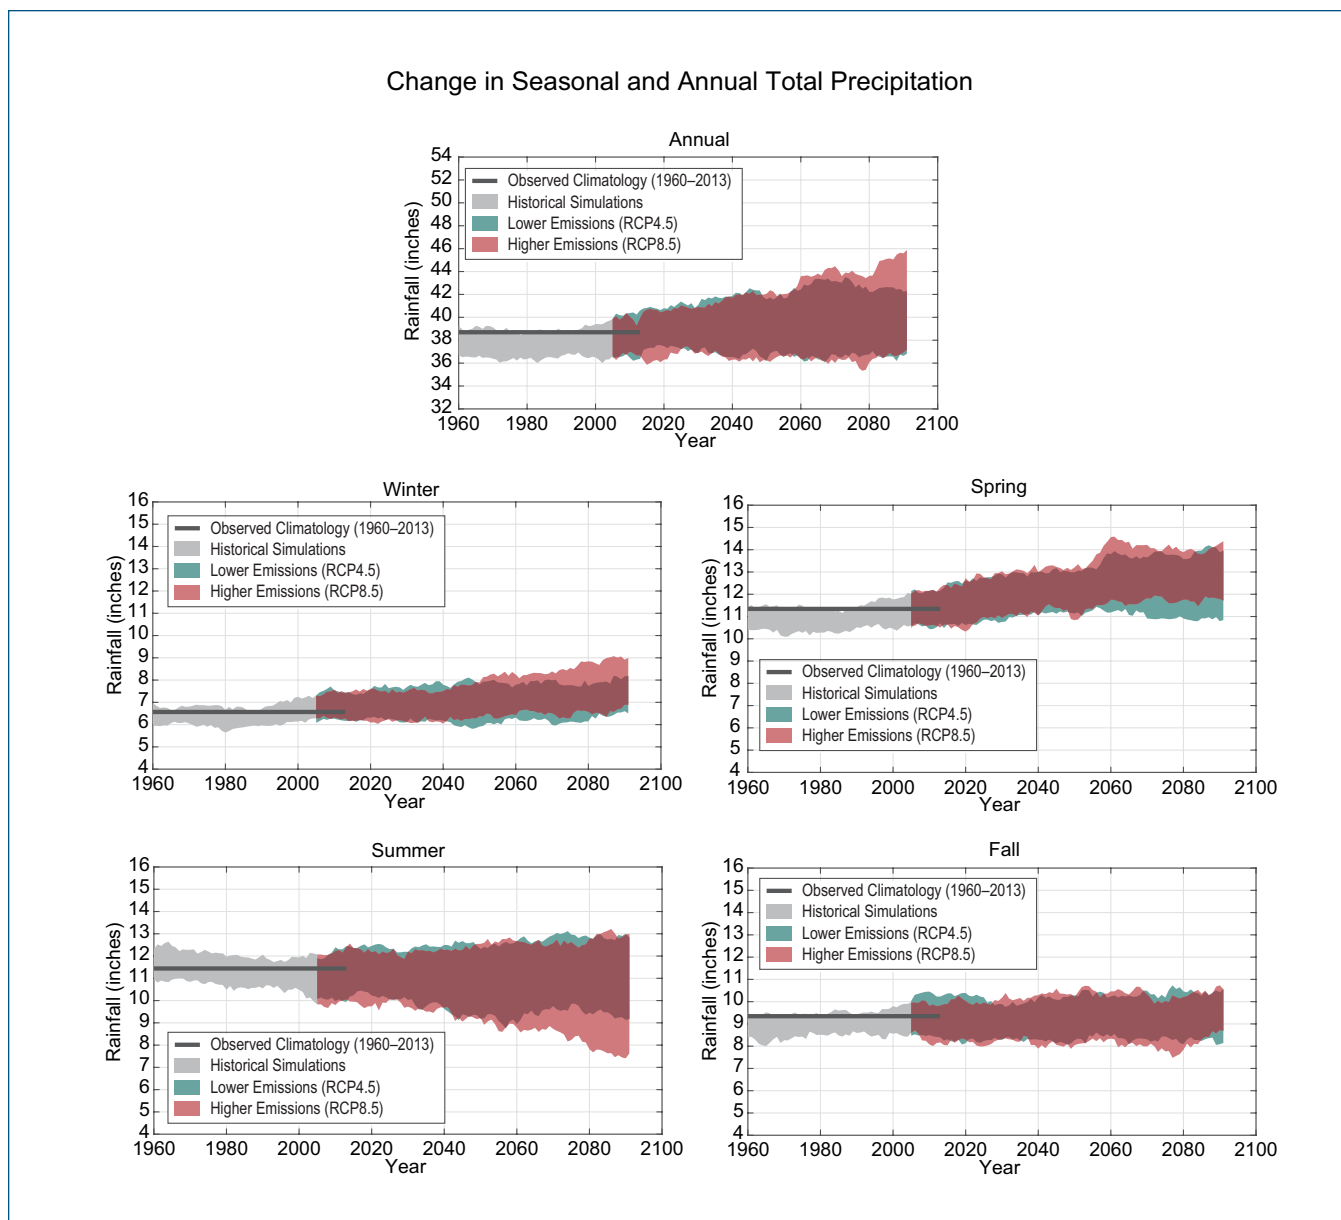 Change in Seasonal and Annual Total Precipitation
Annual
Rainfall (inches)
54
52
50
48
46
44
42
40
38
36
34
32
Observed Climatology (1960–2013)
Historical Simulations
Lower Emissions (RCP4.5)
Higher Emissions (RCP8.5)
1960 1980 2000 2020 2040 2060 2080 2100
Year
Winter
Rainfall (inches)
16
15
14
13
12
11
10
9
8
7
6
5
4
Observed Climatology (1960–2013)
Historical Simulations
Lower Emissions (RCP4.5)
Higher Emissions (RCP8.5)
1960 1980 2000 2020 2040 2060 2080 2100
Year
Spring
Rainfall (inches)
16
15
14
13
12
11
10
9
8
7
6
5
4
Observed Climatology (1960–2013)
Historical Simulations
Lower Emissions (RCP4.5)
Higher Emissions (RCP8.5)
1960 1980 2000 2020 2040 2060 2080 2100
Year
Summer
Rainfall (inches)
16
15
14
13
12
11
10
9
8
7
6
5
4
Observed Climatology (1960–2013)
Historical Simulations
Lower Emissions (RCP4.5)
Higher Emissions (RCP8.5)
1960 1980 2000 2020 2040 2060 2080 2100
Year
Fall
Rainfall (inches)
16
15
14
13
12
11
10
9
8
7
6
5
4
Observed Climatology (1960–2013)
Historical Simulations
Lower Emissions (RCP4.5)
Higher Emissions (RCP8.5)
1960 1980 2000 2020 2040 2060 2080 2100
Year